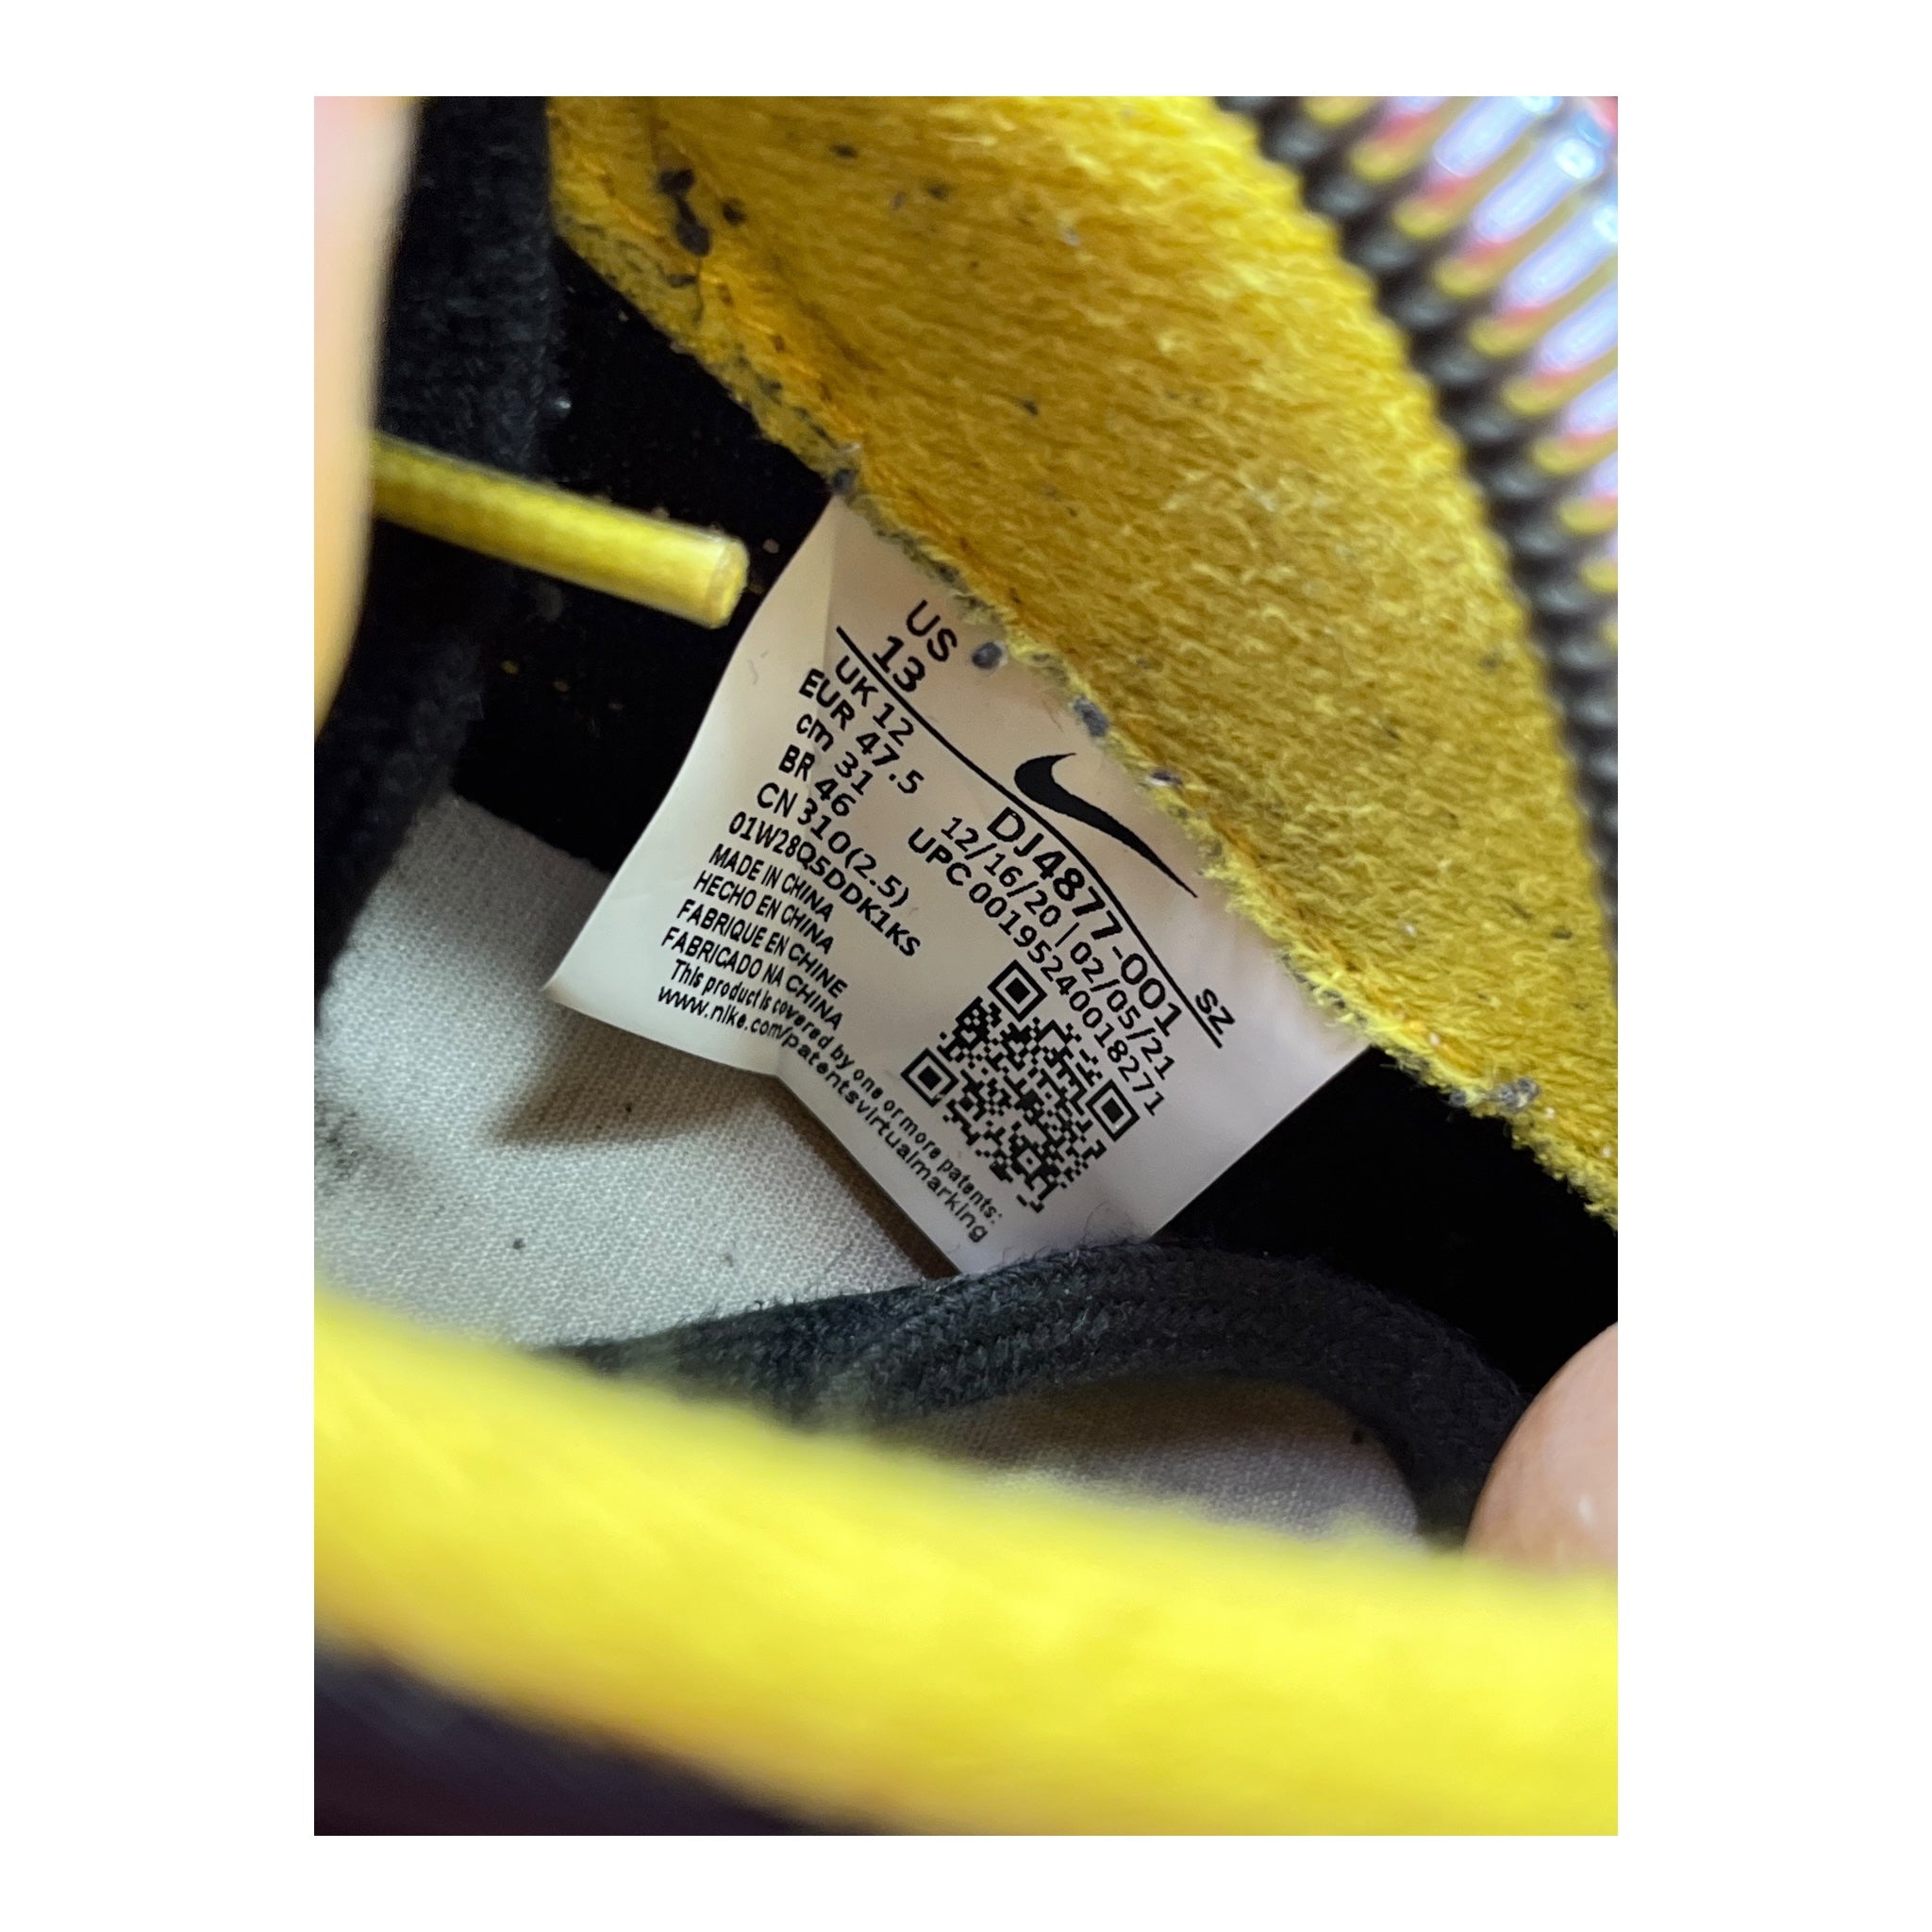 US
13
UK 12
EUR 47.5
cm 31
BR 46
CN 310(2.5)
01W28Q5DDK1KS
MADE IN CHINA
HECHO EN CHINA
FABRIQUE EN CHINE
FABRICADO NA CHINA
This product is covered by one or more patents:
www.nike.com/patentsvirtualmarking
DJ4877-001 SZ
12/16/20 | 02/05/21
UPC 00195240018271